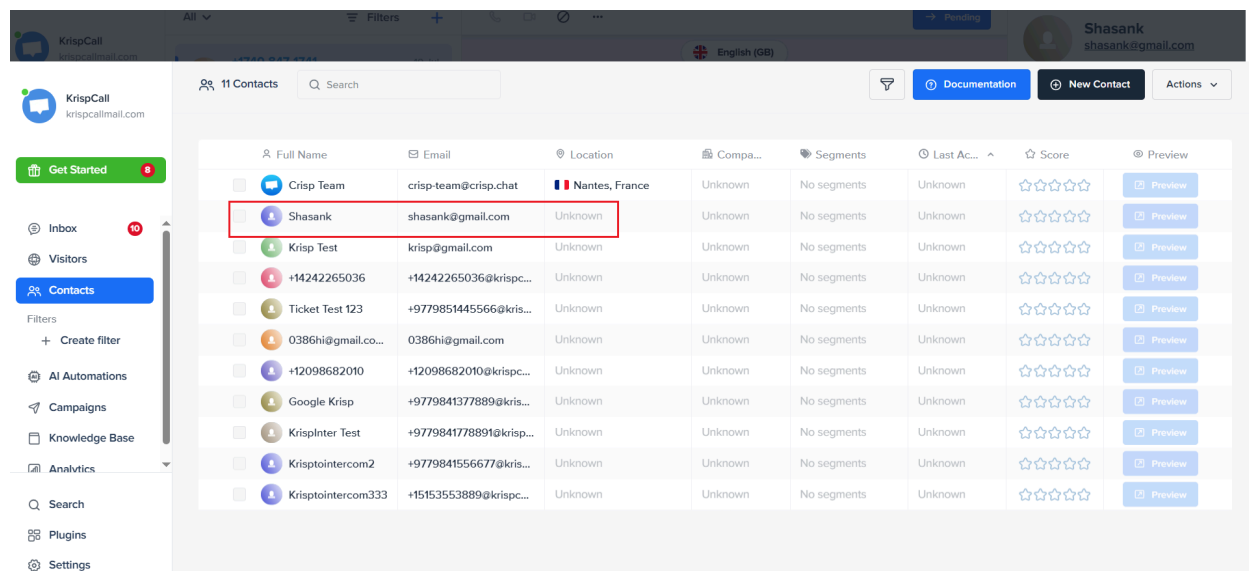 All
Filters
Pending
Shasank
shasank@gmail.com
KrispCall
krispcallmail.com
English (GB)
11 Contacts
Search
Documentation
New Contact
Actions
KrispCall
krispcallmail.com
Get Started 8
Inbox 10
Visitors
Contacts
Filters
+ Create filter
AI Automations
Campaigns
Knowledge Base
Analytics
Search
Plugins
Settings
Full Name Email Location Compa... Segments Last Ac... Score Preview
Crisp Team crisp-team@crisp.chat Nantes, France Unknown No segments Unknown Preview
Shasank shasank@gmail.com Unknown Unknown No segments Unknown Preview
Krisp Test krisp@gmail.com Unknown Unknown No segments Unknown Preview
+14242265036 +14242265036@krispc... Unknown Unknown No segments Unknown Preview
Ticket Test 123 +9779851445566@kris... Unknown Unknown No segments Unknown Preview
0386hi@gmail.co... 0386hi@gmail.com Unknown Unknown No segments Unknown Preview
+12098682010 +12098682010@krispc... Unknown Unknown No segments Unknown Preview
Google Krisp +9779841377889@kris... Unknown Unknown No segments Unknown Preview
KrispInter Test +9779841778891@krisp... Unknown Unknown No segments Unknown Preview
Krisptointercom2 +9779841556677@kris... Unknown Unknown No segments Unknown Preview
Krisptointercom333 +15153553889@krispc... Unknown Unknown No segments Unknown Preview